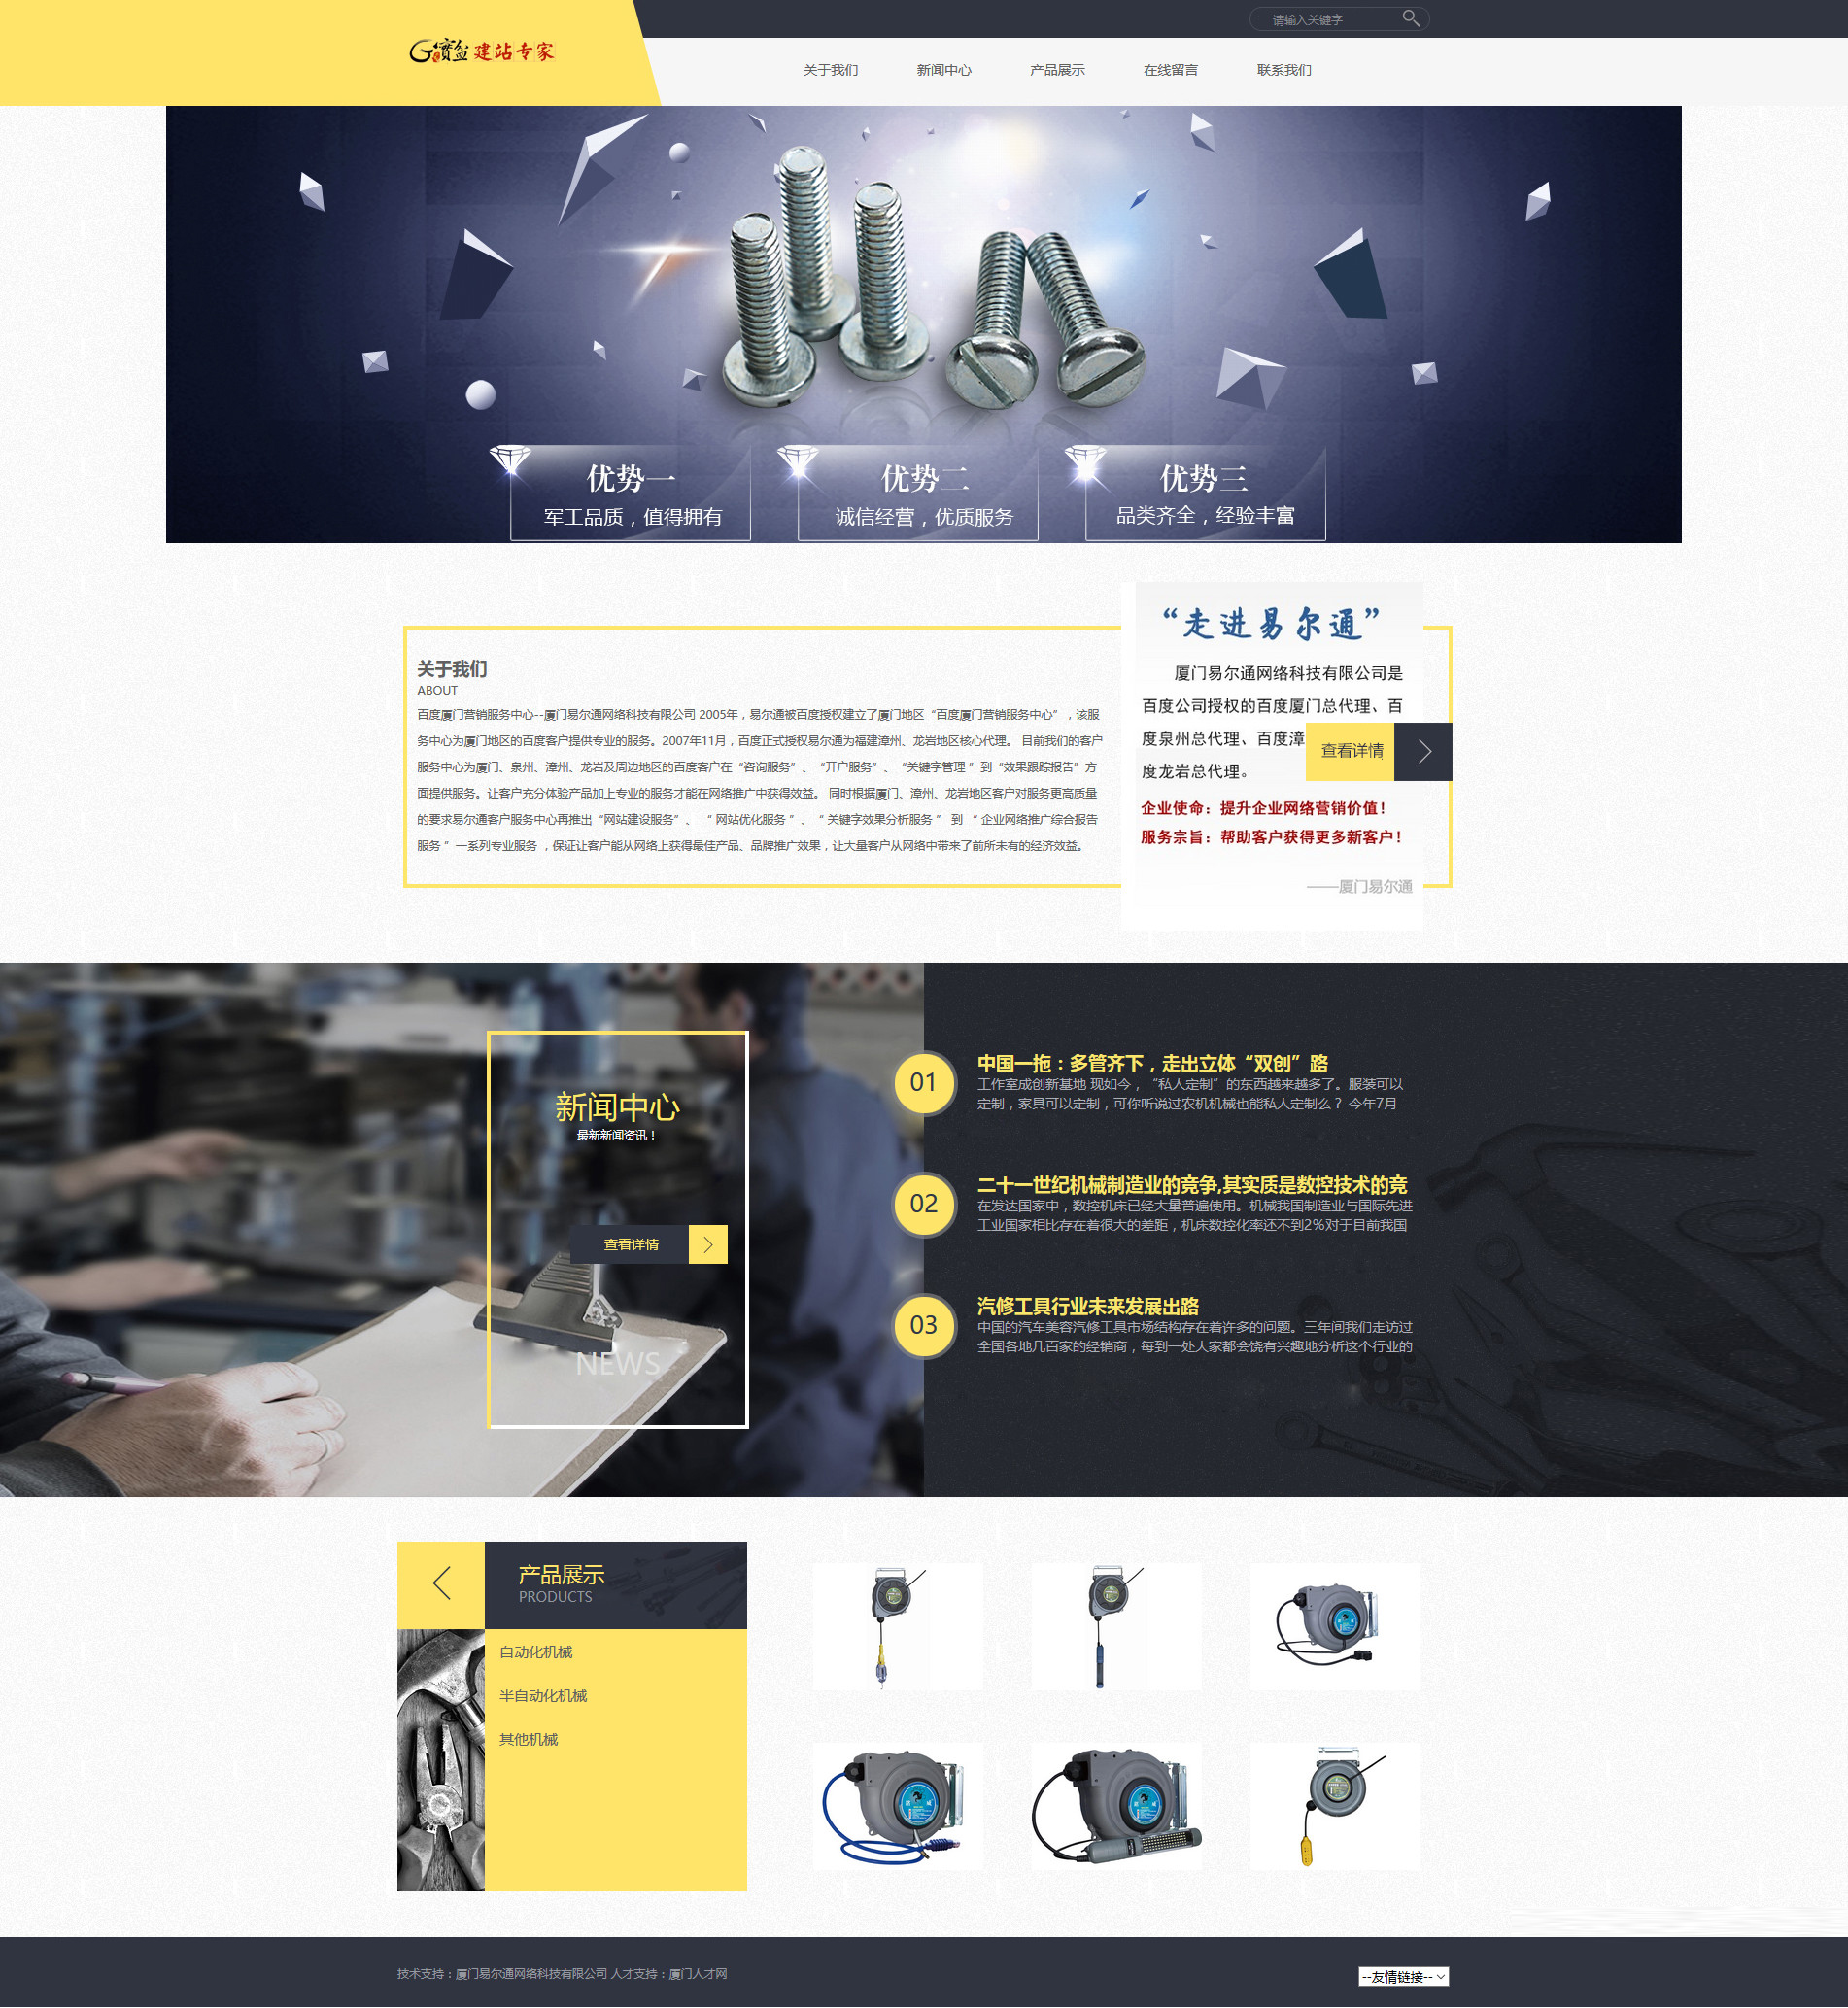 请输入关键字
寶盆 建站专家
关于我们 新闻中心 产品展示 在线留言 联系我们
优势一
军工品质，值得拥有
优势二
诚信经营，优质服务
优势三
品类齐全，经验丰富
关于我们
ABOUT
百度厦门营销服务中心--厦门易尔通网络科技有限公司 2005年，易尔通被百度授权建立了厦门地区“百度厦门营销服务中心”，该服
务中心为厦门地区的百度客户提供专业的服务。2007年11月，百度正式授权易尔通为福建漳州、龙岩地区核心代理。 目前我们的客户
服务中心为厦门、泉州、漳州、龙岩及周边地区的百度客户在“咨询服务”、“开户服务”、“关键字管理 ”到“效果跟踪报告”方
面提供服务。让客户充分体验产品加上专业的服务才能在网络推广中获得效益。 同时根据厦门、漳州、龙岩地区客户对服务更高质量
的要求易尔通客户服务中心再推出“网站建设服务”、 “ 网站优化服务 ”、“ 关键字效果分析服务 ” 到 “ 企业网络推广综合报告
服务 ”一系列专业服务 ，保证让客户能从网络上获得最佳产品、品牌推广效果，让大量客户从网络中带来了前所未有的经济效益。
“走进易尔通”
厦门易尔通网络科技有限公司是
百度公司授权的百度厦门总代理、百
度泉州总代理、百度漳
度龙岩总代理。
查看详情
企业使命：提升企业网络营销价值！
服务宗旨：帮助客户获得更多新客户！
——厦门易尔通
新闻中心
最新新闻资讯！
查看详情
NEWS
01
中国一拖：多管齐下，走出立体“双创”路
工作室成创新基地 现如今，“私人定制”的东西越来越多了。服装可以
定制，家具可以定制，可你听说过农机机械也能私人定制么？ 今年7月
02
二十一世纪机械制造业的竞争,其实质是数控技术的竞
在发达国家中，数控机床已经大量普遍使用。机械我国制造业与国际先进
工业国家相比存在着很大的差距，机床数控化率还不到2%对于目前我国
03
汽修工具行业未来发展出路
中国的汽车美容汽修工具市场结构存在着许多的问题。三年间我们走访过
全国各地几百家的经销商，每到一处大家都会饶有兴趣地分析这个行业的
产品展示
PRODUCTS
自动化机械
半自动化机械
其他机械
技术支持：厦门易尔通网络科技有限公司 人才支持：厦门人才网
--友情链接--